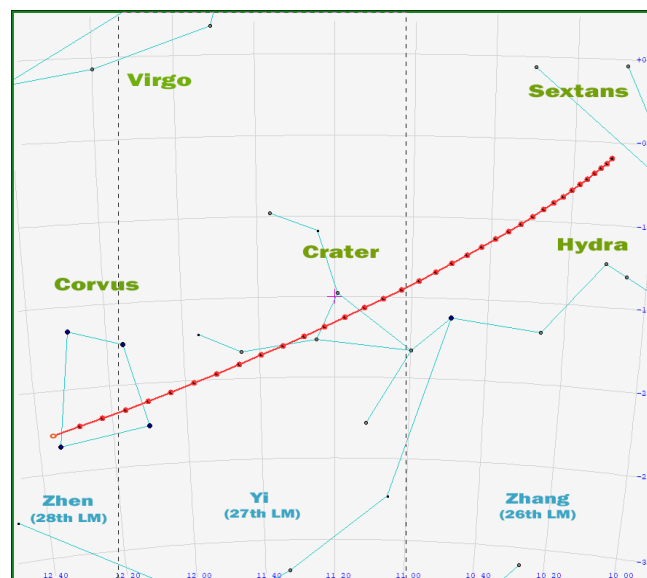 Virgo
Sextans
Crater
Hydra
Corvus
Zhen
(28th LM)
Yi
(27th LM)
Zhang
(26th LM)
12 40 12 20 12 00 11 40 11 20 11 00 10 40 10 20 10 00